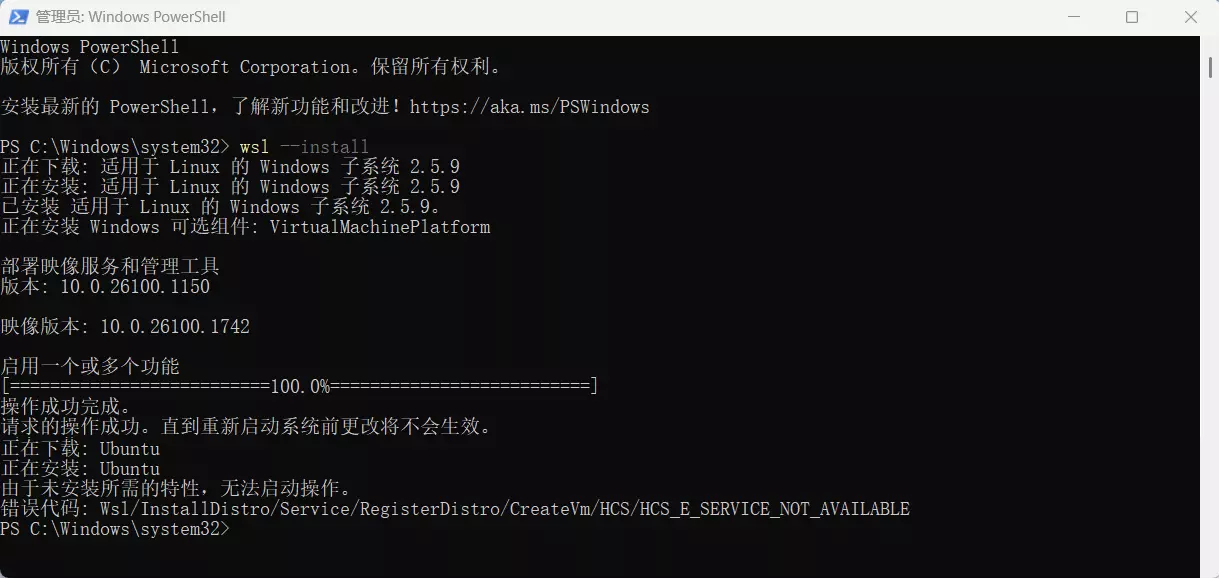 管理员: Windows PowerShell
Windows PowerShell
版权所有（C） Microsoft Corporation。保留所有权利。
安装最新的 PowerShell，了解新功能和改进！https://aka.ms/PSWindows
PS C:\Windows\system32> wsl --install
正在下载: 适用于 Linux 的 Windows 子系统 2.5.9
正在安装: 适用于 Linux 的 Windows 子系统 2.5.9
已安装 适用于 Linux 的 Windows 子系统 2.5.9。
正在安装 Windows 可选组件: VirtualMachinePlatform
部署映像服务和管理工具
版本: 10.0.26100.1150
映像版本: 10.0.26100.1742
启用一个或多个功能
[==========================100.0%==========================]
操作成功完成。
请求的操作成功。直到重新启动系统前更改将不会生效。
正在下载: Ubuntu
正在安装: Ubuntu
由于未安装所需的特性，无法启动操作。
错误代码: Wsl/InstallDistro/Service/RegisterDistro/CreateVm/HCS/HCS_E_SERVICE_NOT_AVAILABLE
PS C:\Windows\system32>